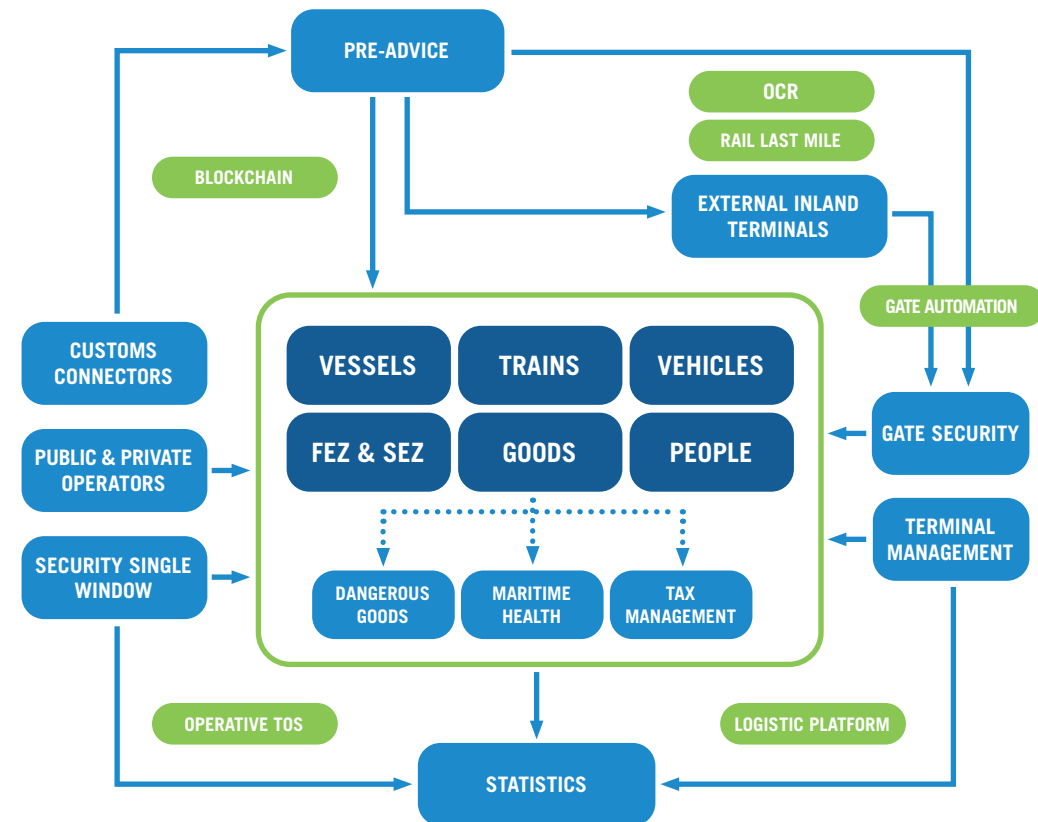 PRE-ADVICE
OCR
RAIL LAST MILE
BLOCKCHAIN
EXTERNAL INLAND
TERMINALS
GATE AUTOMATION
CUSTOMS
CONNECTORS
VESSELS
TRAINS
VEHICLES
PUBLIC & PRIVATE
OPERATORS
FEZ & SEZ
GOODS
PEOPLE
GATE SECURITY
SECURITY SINGLE
WINDOW
TERMINAL
MANAGEMENT
DANGEROUS
GOODS
MARITIME
HEALTH
TAX
MANAGEMENT
OPERATIVE TOS
LOGISTIC PLATFORM
STATISTICS